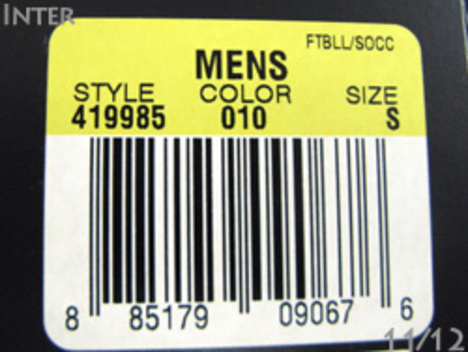 INTER
FTBLL/SOCC
MENS
STYLE COLOR SIZE
419985 010 S
8 85179 09067 6
11/12